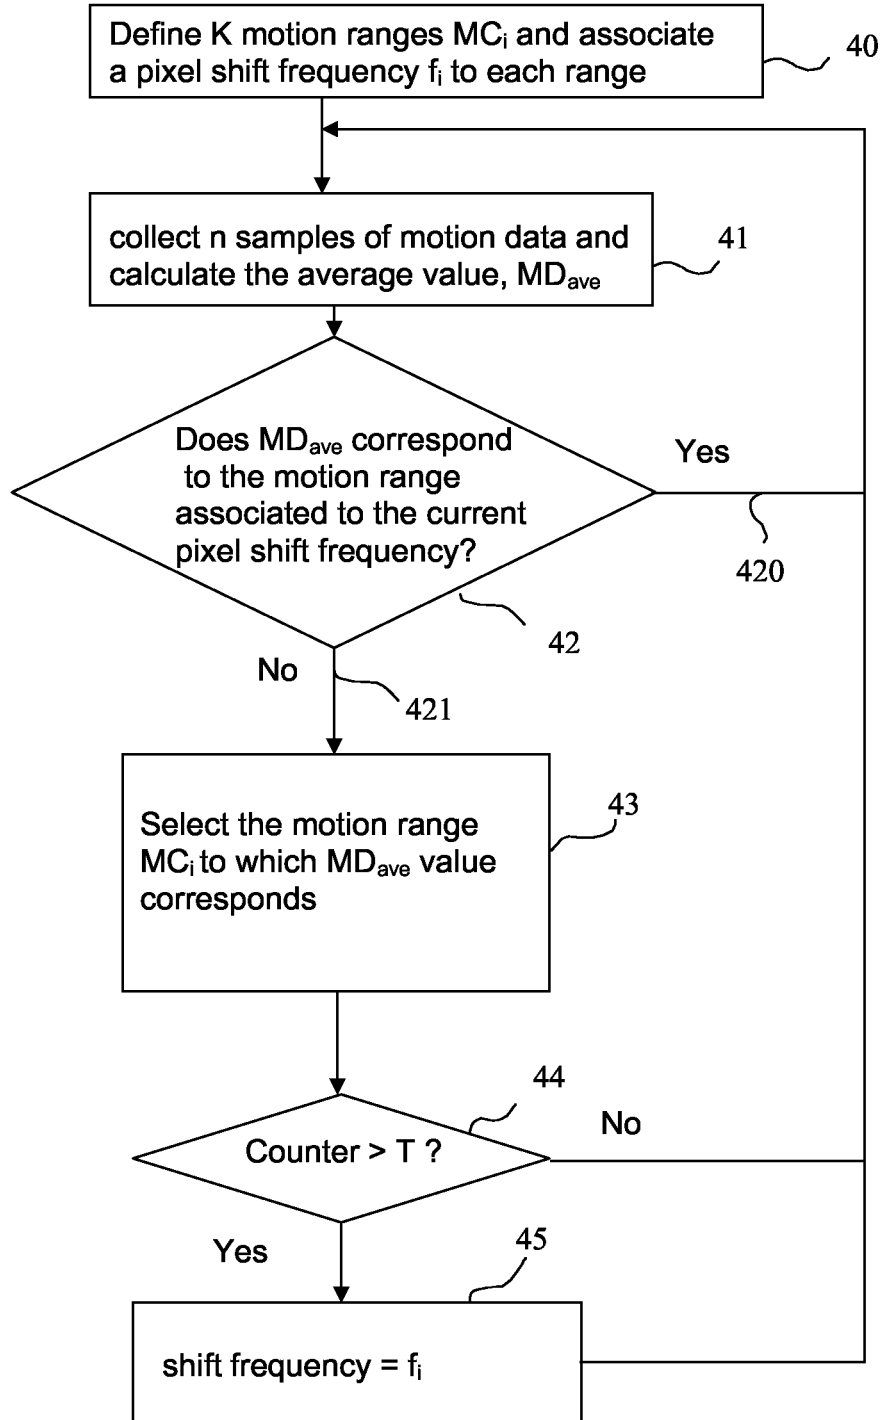 Define K motion ranges MCi and associate
a pixel shift frequency fi to each range
40
collect n samples of motion data and
calculate the average value, MDave
41
Does MDave correspond
to the motion range
associated to the current
pixel shift frequency?
Yes
420
42
No
421
Select the motion range
MCi to which MDave value
corresponds
43
44
Counter > T ?
No
Yes
45
shift frequency = fi